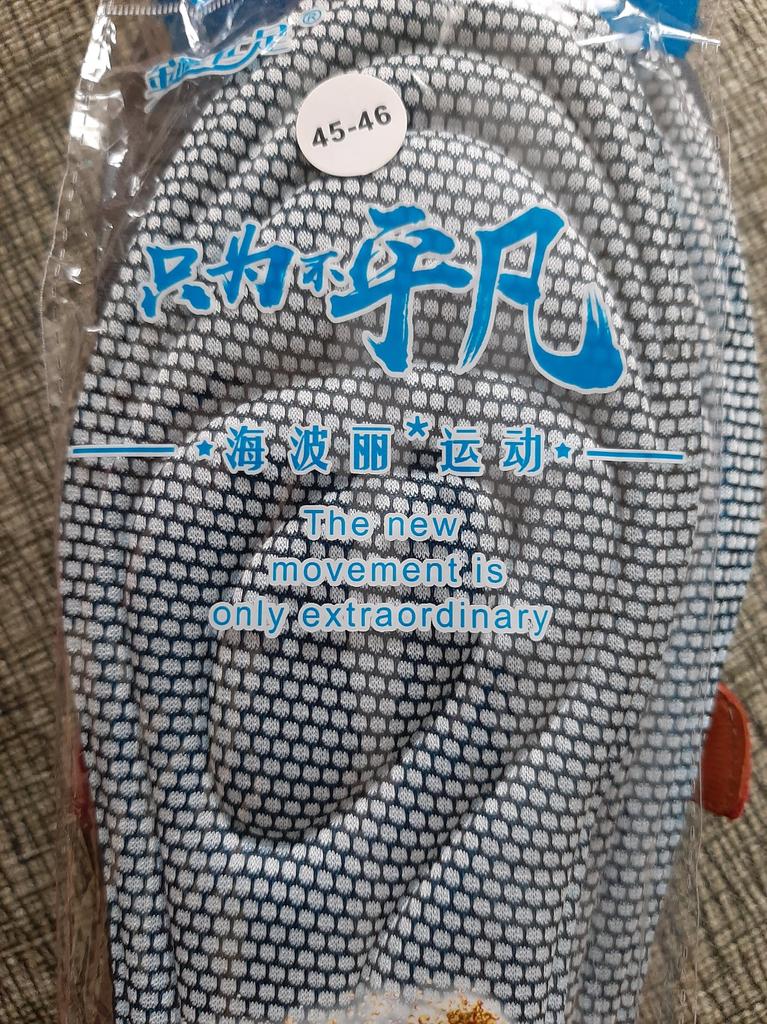 45-46
只为不平凡
海波丽*运动
The new
movement is
only extraordinary